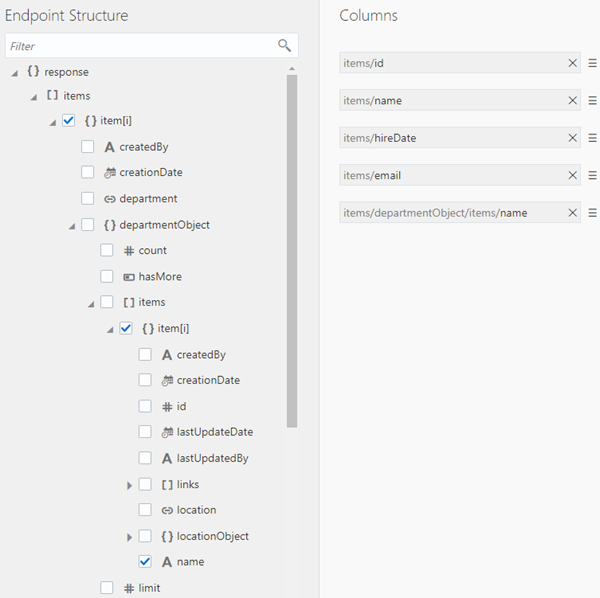 Endpoint Structure
Filter
{} response
[] items
{} item[i]
A createdBy
creationDate
department
{} departmentObject
# count
hasMore
[] items
{} item[i]
A createdBy
creationDate
# id
lastUpdateDate
A lastUpdatedBy
[] links
location
{} locationObject
A name
# limit
Columns
items/id
items/name
items/hireDate
items/email
items/departmentObject/items/name